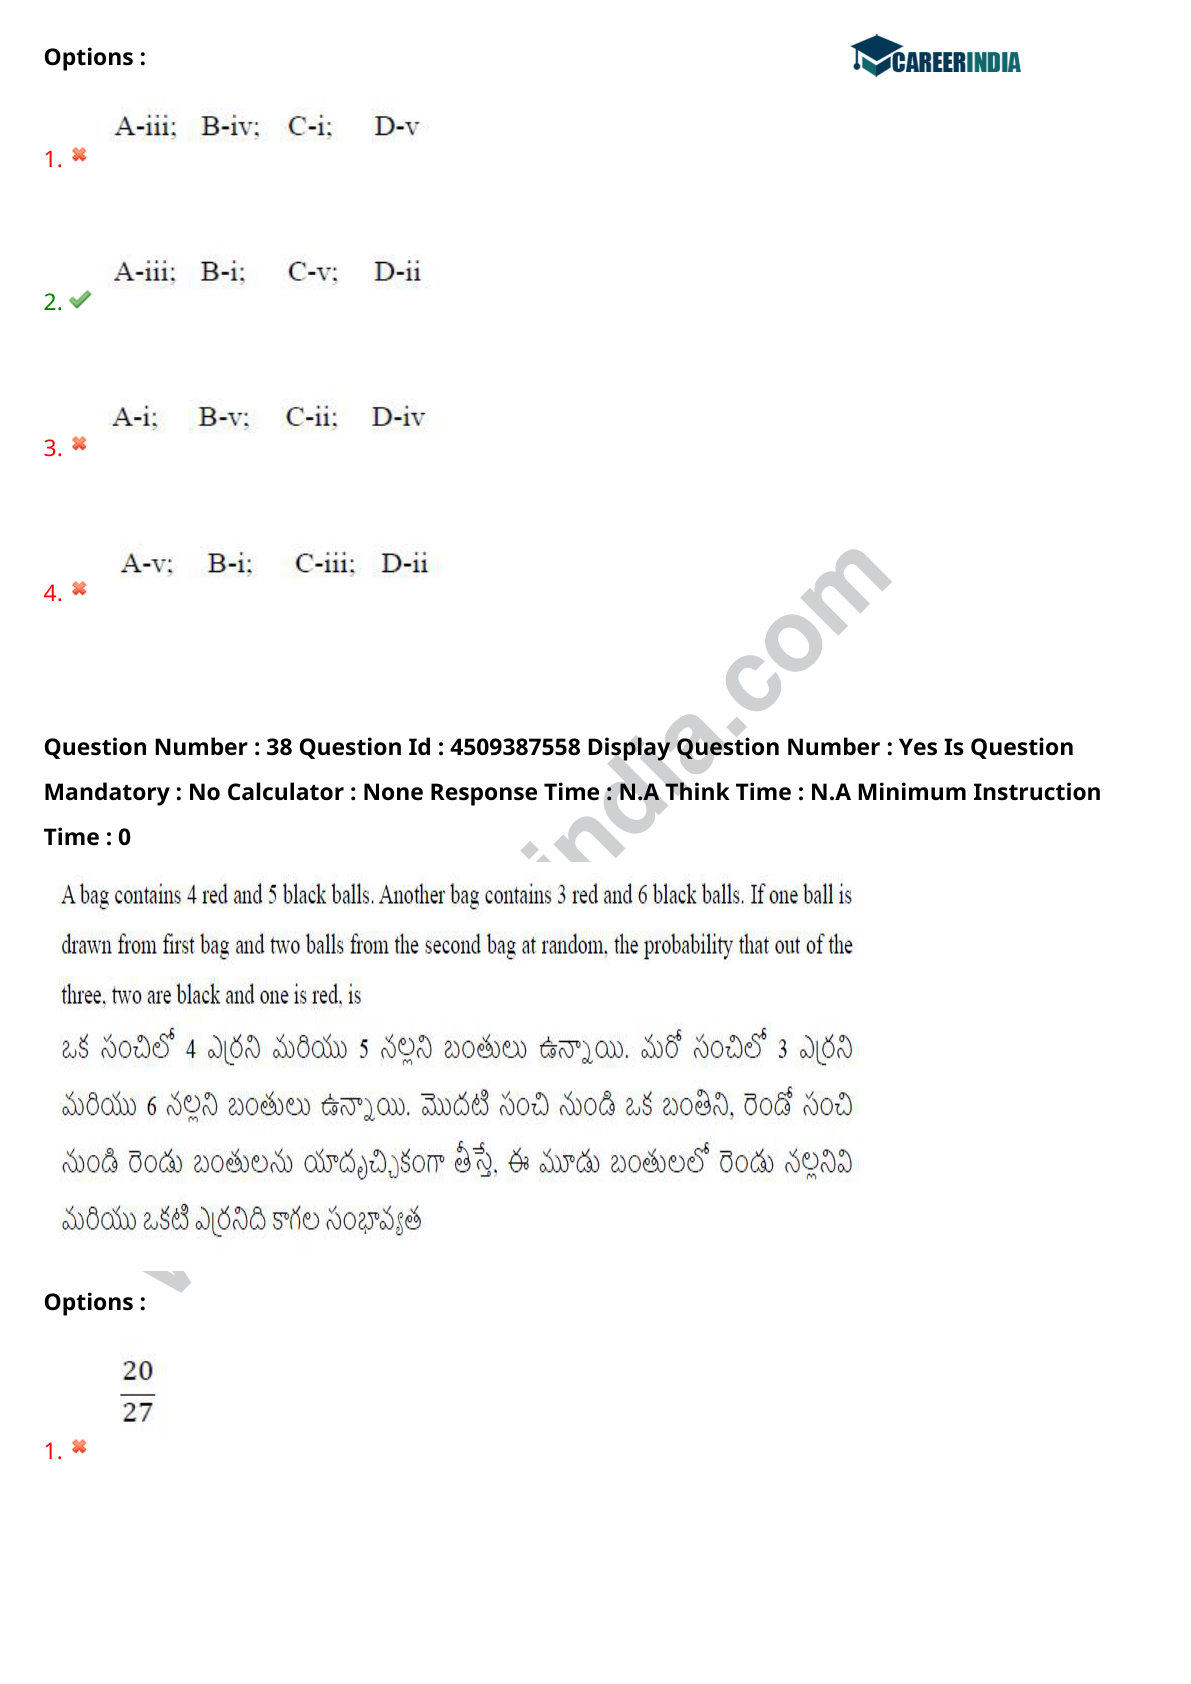 Options :
CAREERINDIA
A-iii; B-iv; C-i; D-v
1.
A-iii; B-i; C-v; D-ii
2.
A-i; B-v; C-ii; D-iv
3.
A-v; B-i; C-iii; D-ii
4.
Question Number : 38 Question Id : 4509387558 Display Question Number : Yes Is Question
Mandatory : No Calculator : None Response Time : N.A Think Time : N.A Minimum Instruction
Time : 0
A bag contains 4 red and 5 black balls. Another bag contains 3 red and 6 black balls. If one ball is
drawn from first bag and two balls from the second bag at random, the probability that out of the
three, two are black and one is red, is
ఒక సంచిలో 4 ఎర్రని మరియు 5 నల్లని బంతులు ఉన్నాయి. మరో సంచిలో 3 ఎర్రని
మరియు 6 నల్లని బంతులు ఉన్నాయి. మొదటి సంచి నుండి ఒక బంతిని, రెండో సంచి
నుండి రెండు బంతులను యాదృచ్ఛికంగా తీస్తే, ఈ మూడు బంతులలో రెండు నల్లనివి
మరియు ఒకటి ఎర్రనిది కాగల సంభావ్యత
Options :
20
27
1.